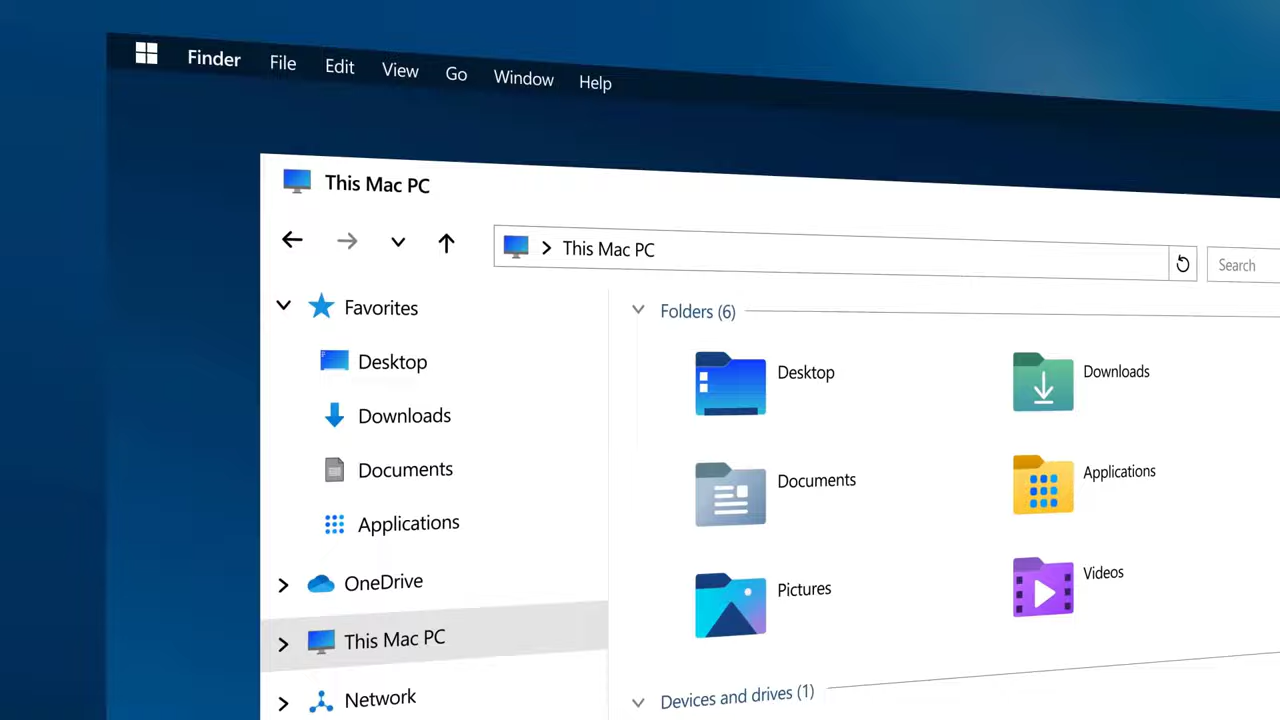 Finder File Edit View Go Window Help
This Mac PC
This Mac PC
Search
Favorites
Desktop
Downloads
Documents
Applications
OneDrive
This Mac PC
Network
Folders (6)
Desktop
Downloads
Documents
Applications
Pictures
Videos
Devices and drives (1)